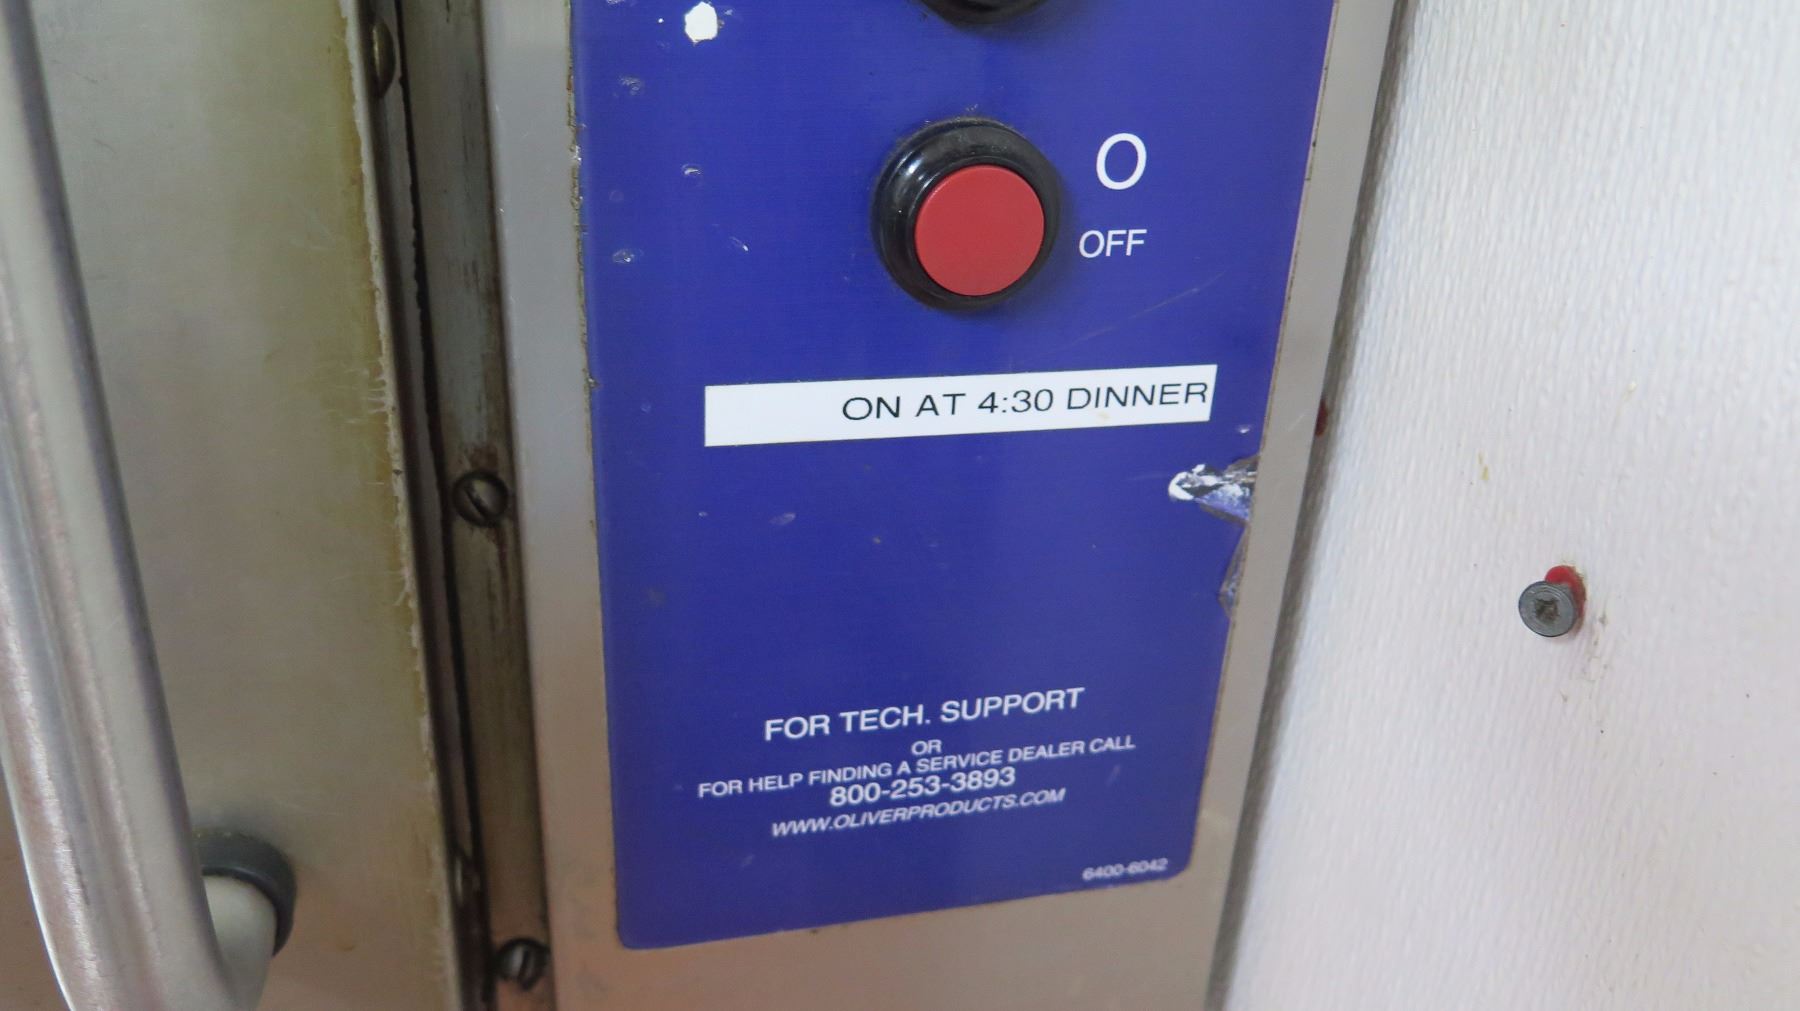 O
OFF
ON AT 4:30 DINNER
FOR TECH. SUPPORT
OR
FOR HELP FINDING A SERVICE DEALER CALL
800-253-3893
WWW.OLIVERPRODUCTS.COM
6400-6042